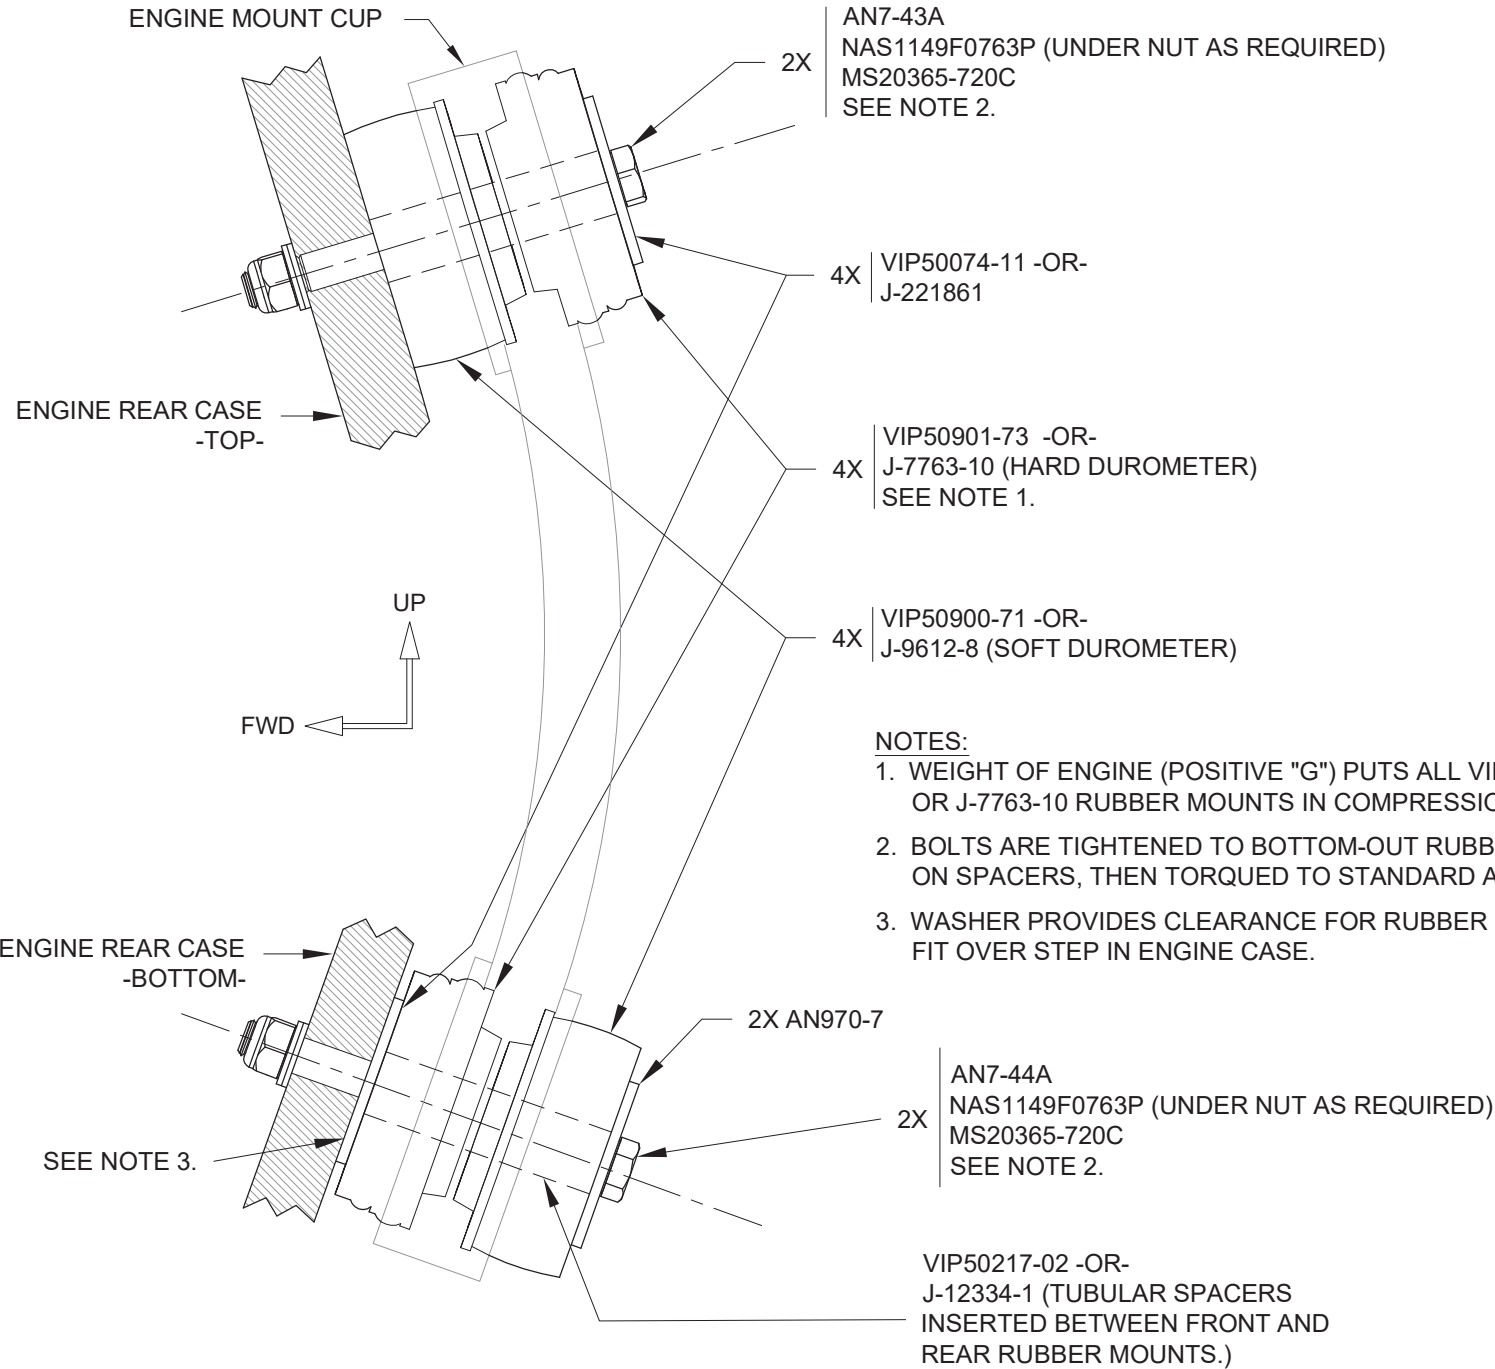 ENGINE MOUNT CUP
2X
AN7-43A
NAS1149F0763P (UNDER NUT AS REQUIRED)
MS20365-720C
SEE NOTE 2.
4X
VIP50074-11 -OR-
J-221861
ENGINE REAR CASE
-TOP-
4X
VIP50901-73 -OR-
J-7763-10 (HARD DUROMETER)
SEE NOTE 1.
UP
FWD
4X
VIP50900-71 -OR-
J-9612-8 (SOFT DUROMETER)
NOTES:
1. WEIGHT OF ENGINE (POSITIVE "G") PUTS ALL
OR J-7763-10 RUBBER MOUNTS IN
2. BOLTS ARE TIGHTENED TO BOTTOM-OUT
ON SPACERS, THEN TORQUED TO STANDARD
3. WASHER PROVIDES CLEARANCE FOR RUBBER
FIT OVER STEP IN ENGINE CASE.
ENGINE REAR CASE
-BOTTOM-
2X AN970-7
SEE NOTE 3.
2X
AN7-44A
NAS1149F0763P (UNDER NUT AS REQUIRED)
MS20365-720C
SEE NOTE 2.
VIP50217-02 -OR-
J-12334-1 (TUBULAR SPACERS
INSERTED BETWEEN FRONT AND
REAR RUBBER MOUNTS.)